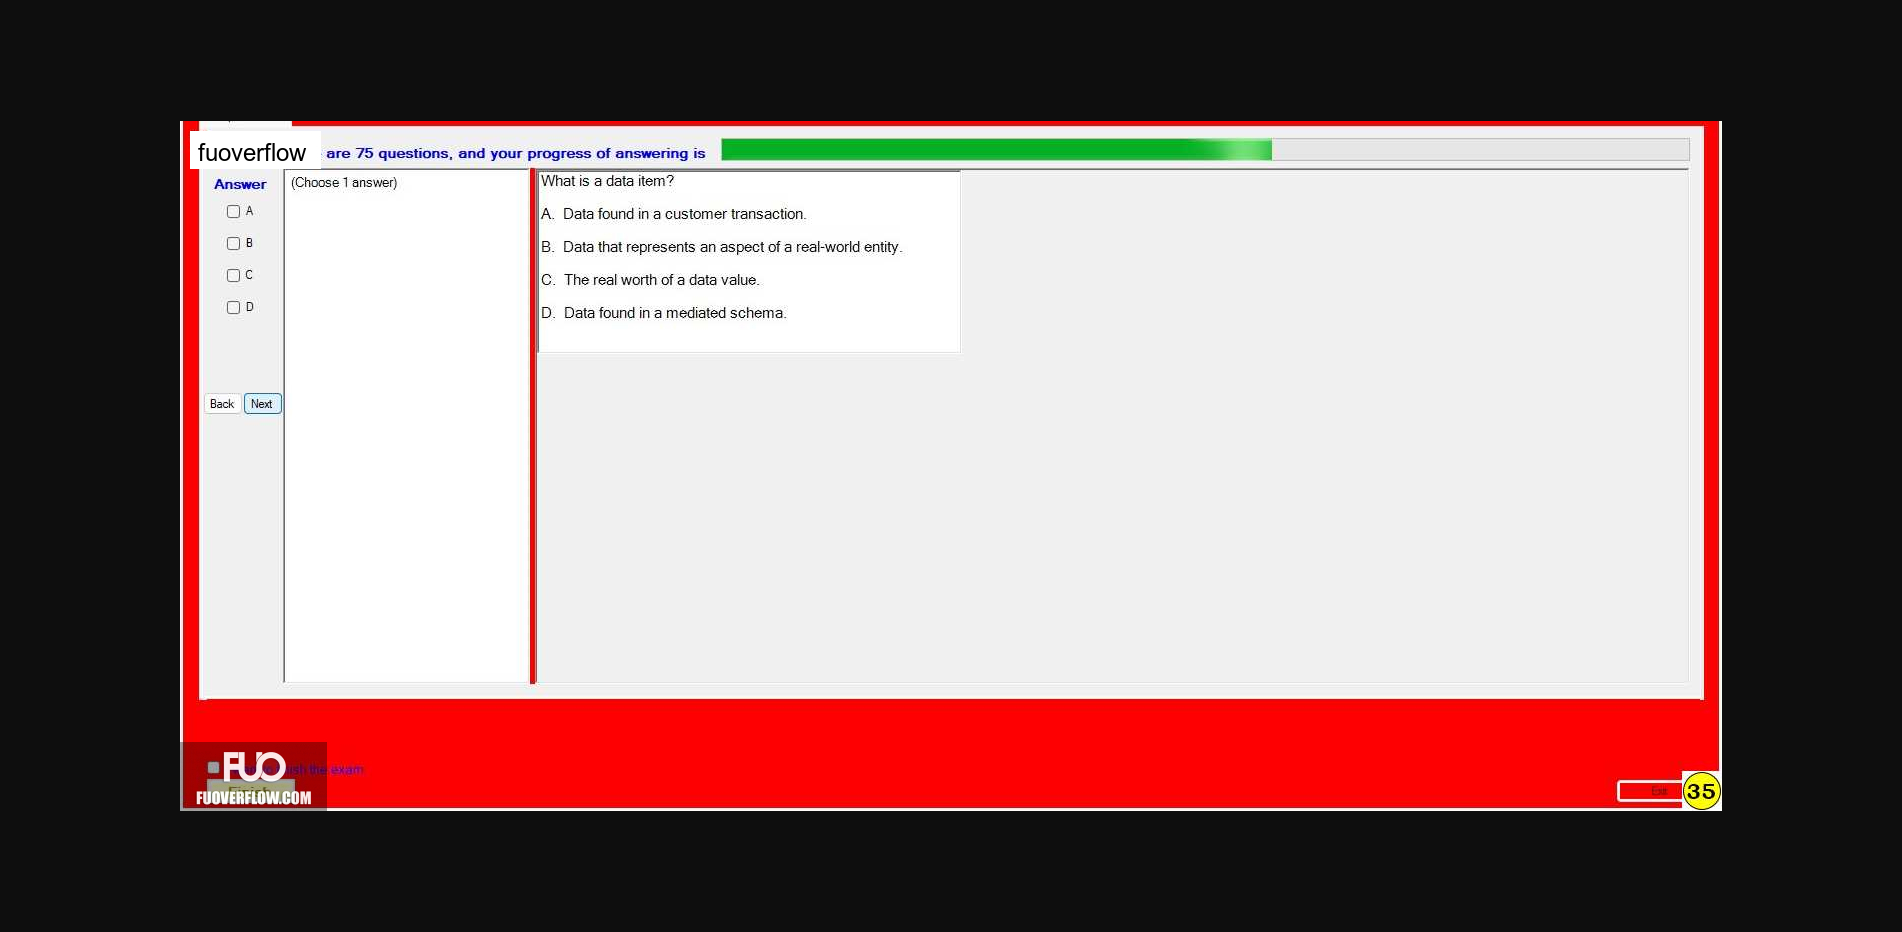 fuoverflow are 75 questions, and your progress of answering is
Answer
(Choose 1 answer)
A
B
C
D
Back Next
What is a data item?
A. Data found in a customer transaction.
B. Data that represents an aspect of a real-world entity.
C. The real worth of a data value.
D. Data found in a mediated schema.
FUO
the exam
FUOVERFLOW.COM
Exit
35